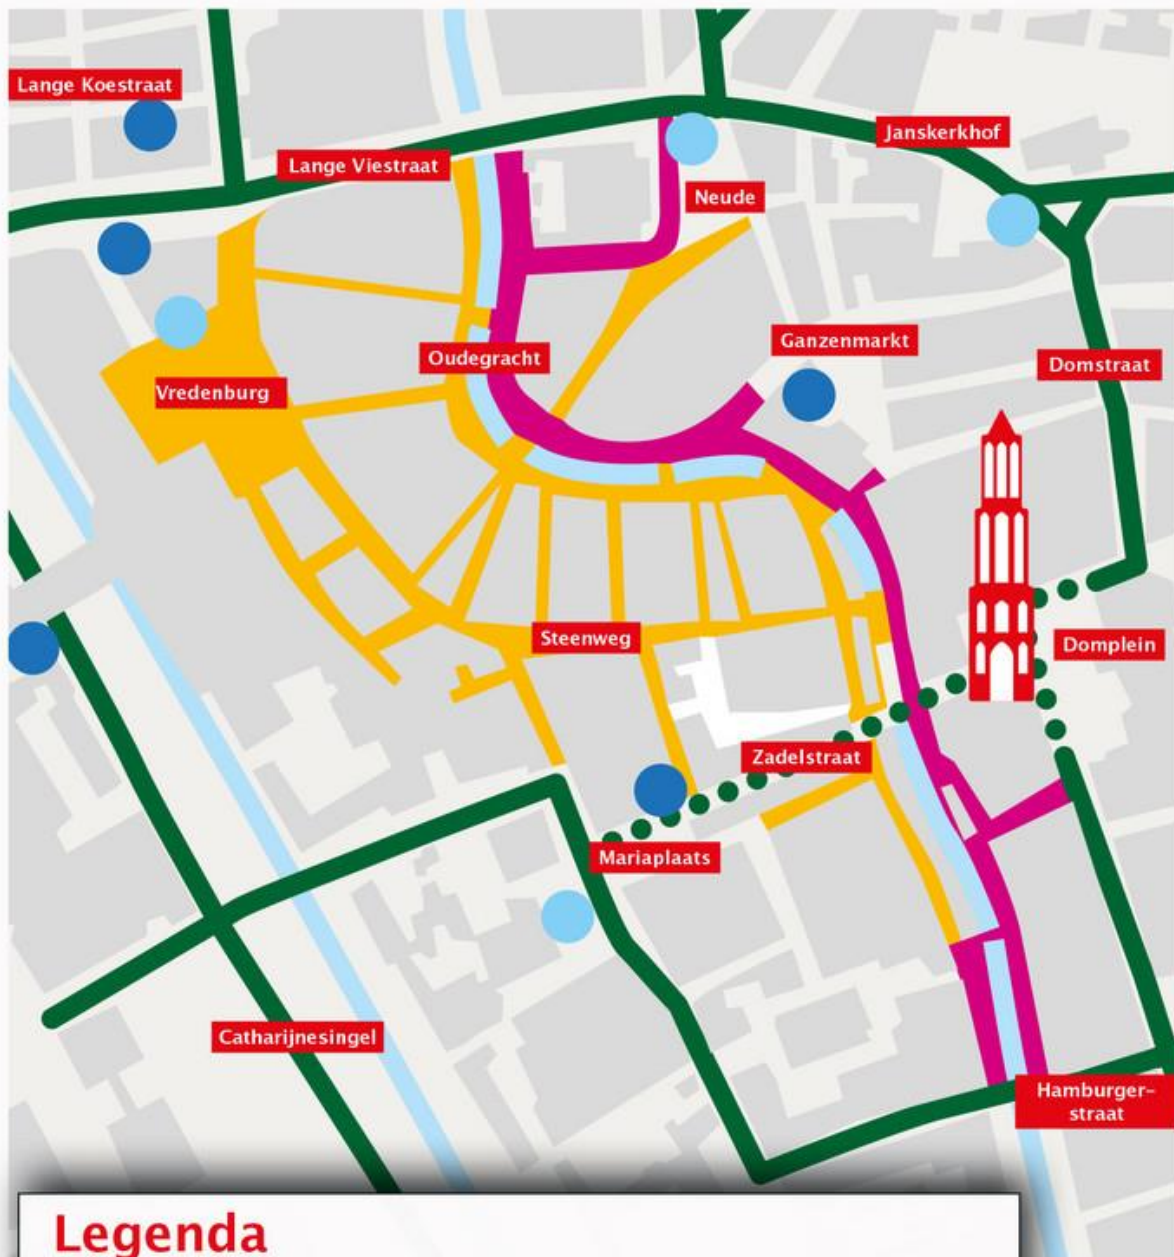 Lange Koestraat
Janskerkhof
Lange Viestraat
Neude
Ganzenmarkt
Oudegracht
Domstraat
Vredenburg
Steenweg
Domplein
Zadelstraat
Mariaplaats
Catharijnesingel
Hamburger-
straat
Legenda